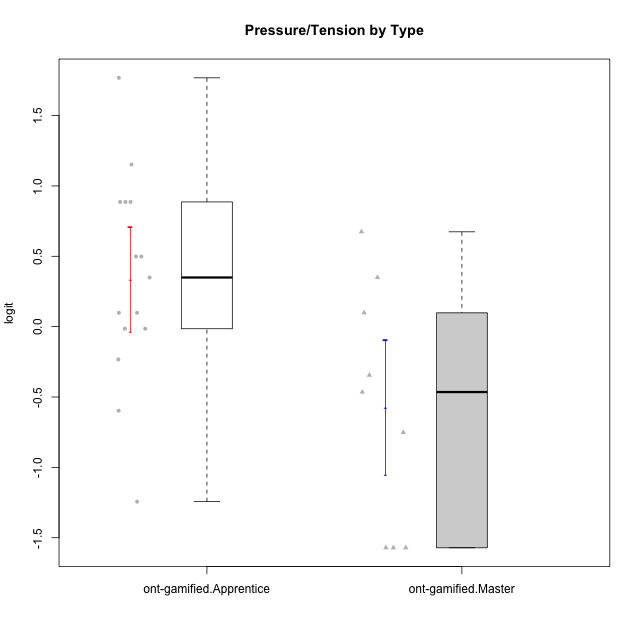 Pressure/Tension by Type
logit
1.5
1.0
0.5
0.0
-0.5
-1.0
-1.5
ont-gamified.Apprentice
ont-gamified.Master